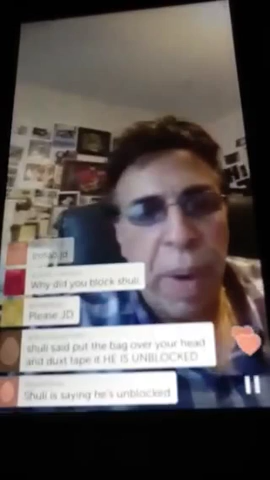 Why did you block shuli
Please JD
shuli said put the bag over your head
and duxt tape it HE IS UNBLOCKED
Shuli is saying he's unblocked